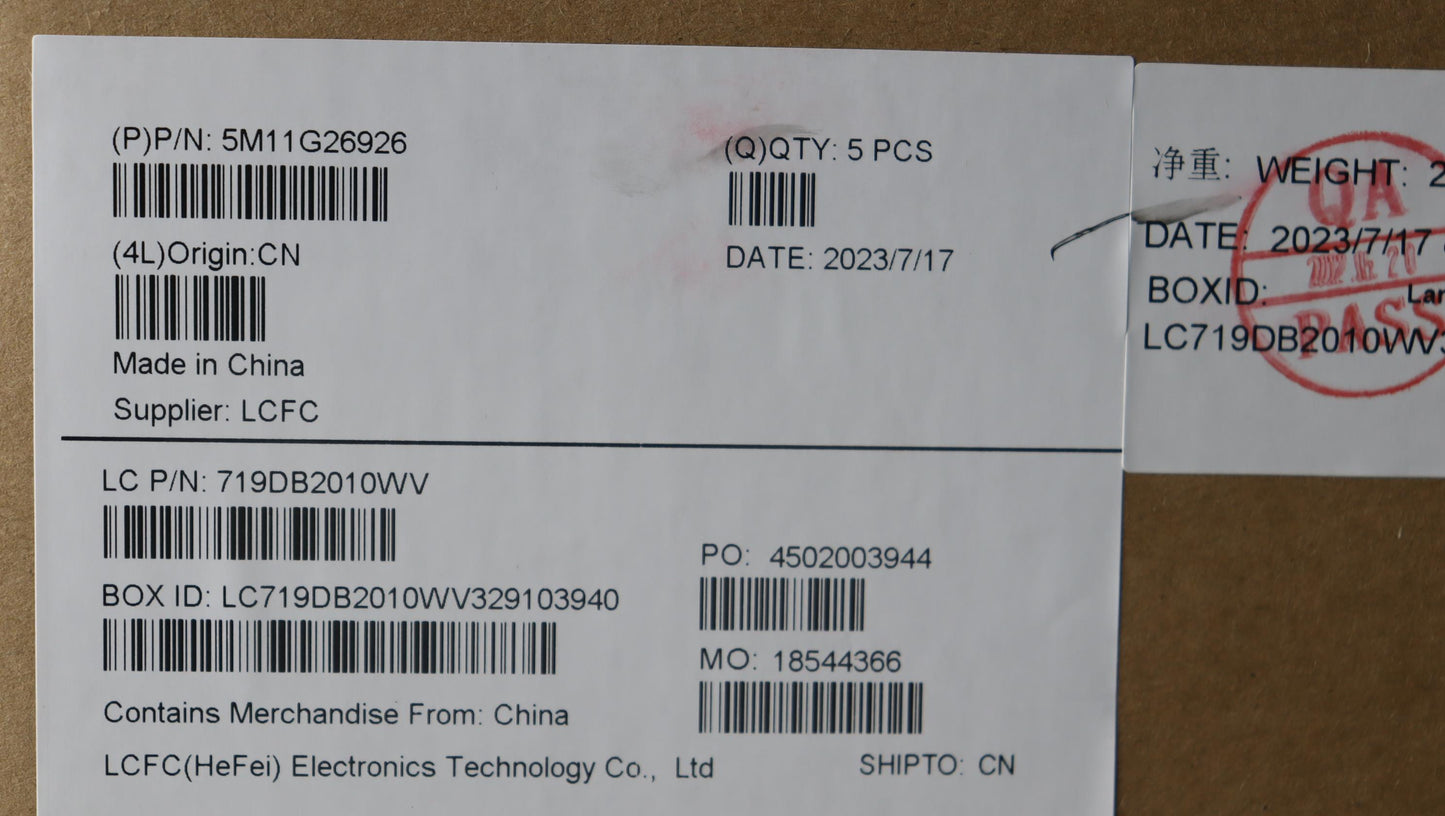 (P)P/N: 5M11G26926
(4L)Origin:CN
Made in China
Supplier: LCFC
(Q)QTY: 5 PCS
DATE: 2023/7/17
LC P/N: 719DB2010WV
BOX ID: LC719DB2010WV329103940
Contains Merchandise From: China
LCFC(HeFei) Electronics Technology Co., Ltd
PO: 4502003944
MO: 18544366
SHIPTO: CN
净重: WEIGHT: 2
DATE: 2023/7/17
BOXID:
LC719DB2010WV3
QA
PASS